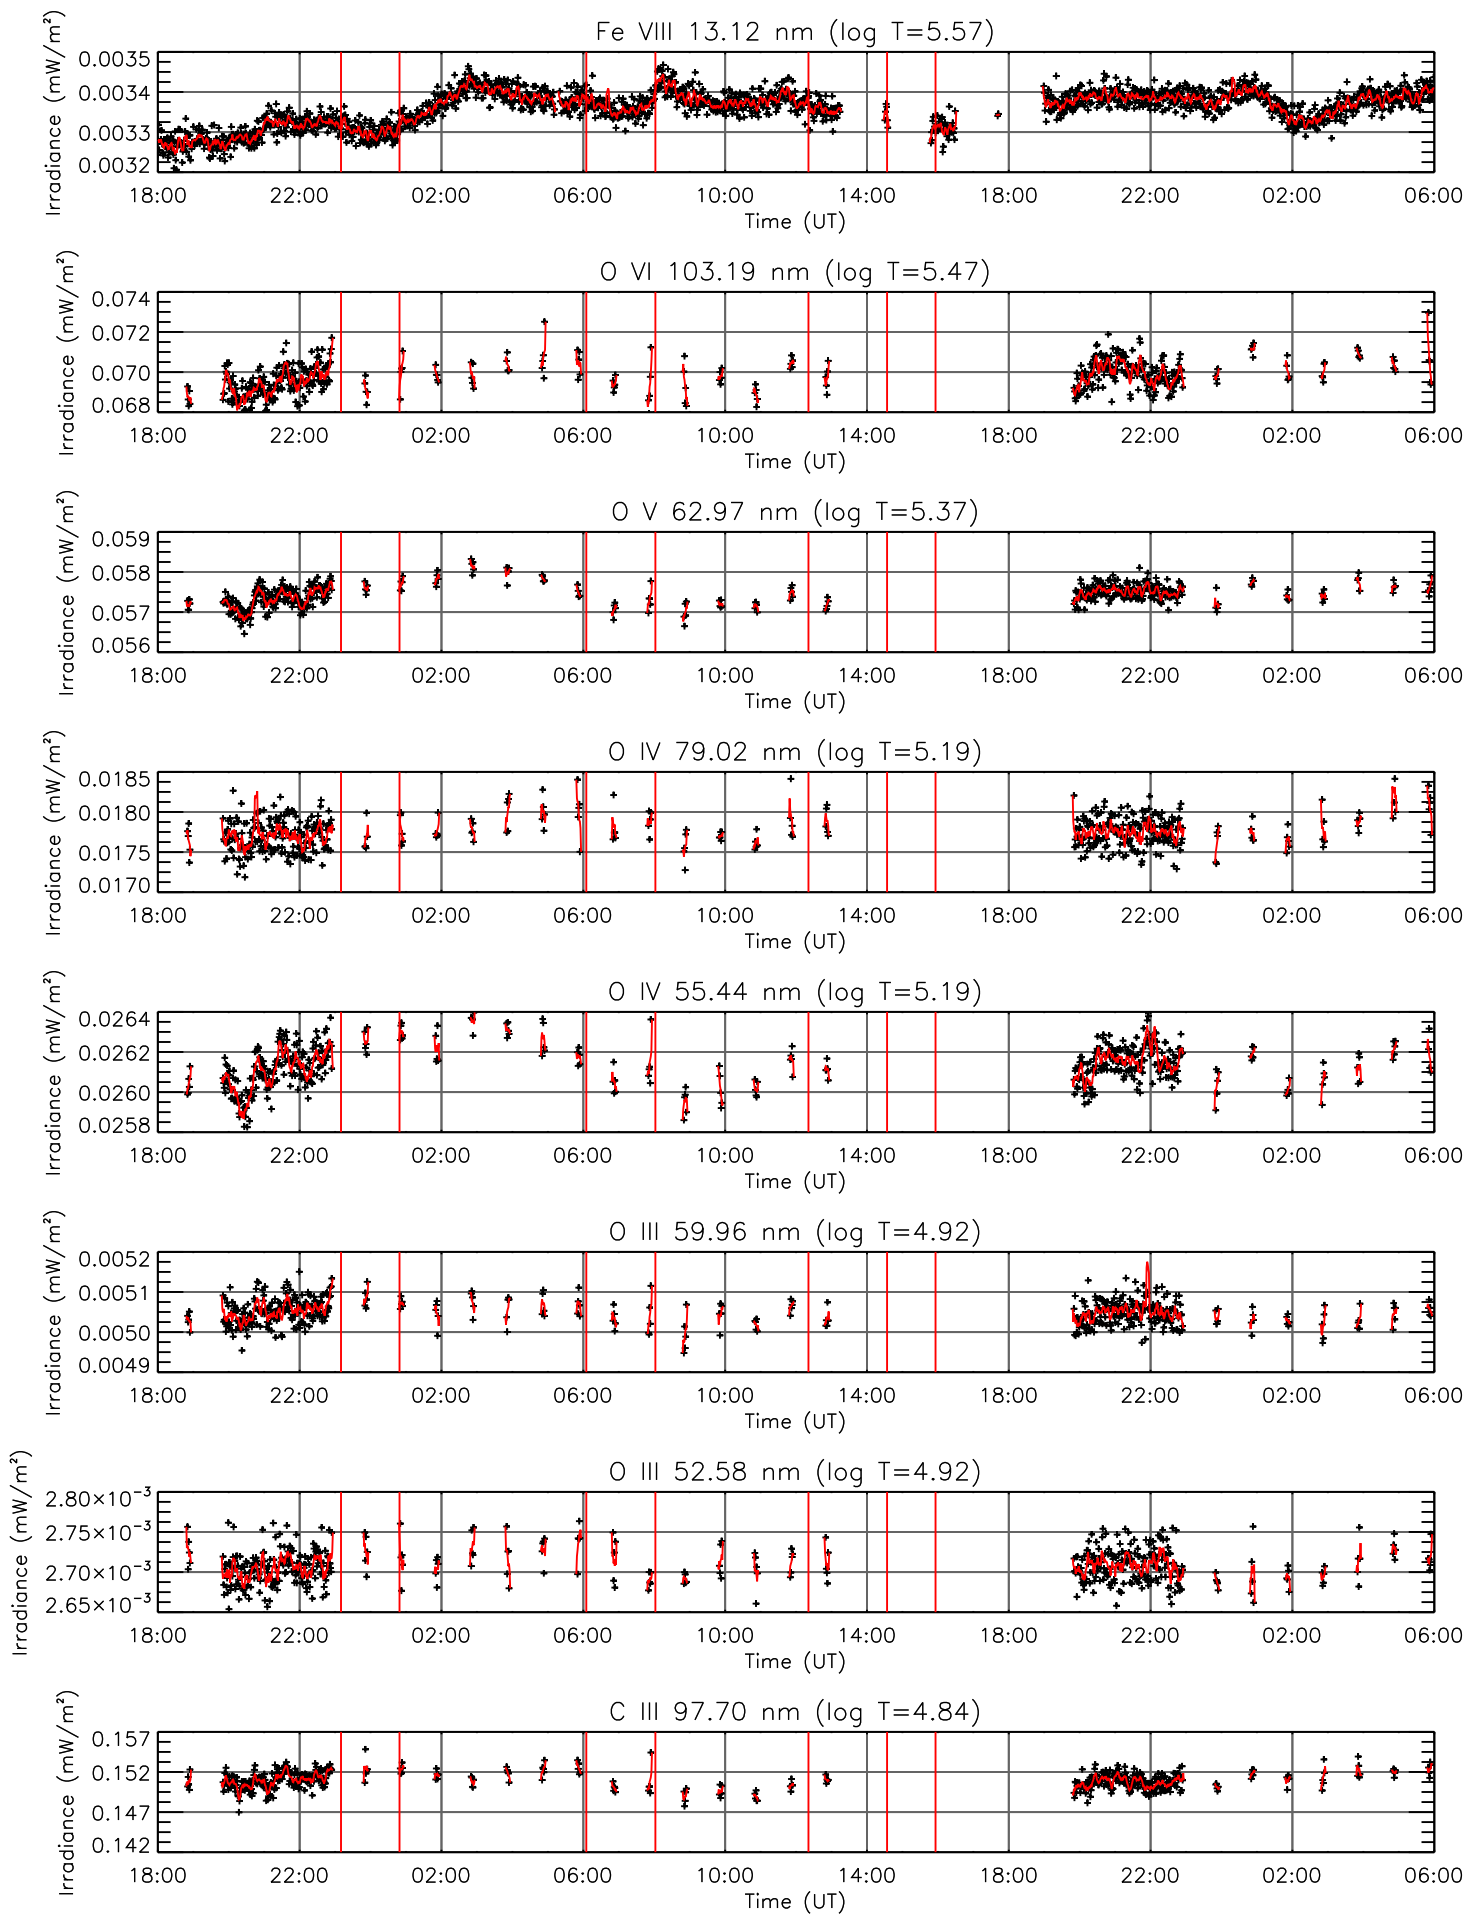 Fe VIII 13.12 nm (log T=5.57)
Irradiance (mW/m²)
0.0035
0.0034
0.0033
0.0032
18:00 22:00 02:00 06:00 10:00 14:00 18:00 22:00 02:00 06:00
Time (UT)
O VI 103.19 nm (log T=5.47)
Irradiance (mW/m²)
0.074
0.072
0.070
0.068
18:00 22:00 02:00 06:00 10:00 14:00 18:00 22:00 02:00 06:00
Time (UT)
O V 62.97 nm (log T=5.37)
Irradiance (mW/m²)
0.059
0.058
0.057
0.056
18:00 22:00 02:00 06:00 10:00 14:00 18:00 22:00 02:00 06:00
Time (UT)
O IV 79.02 nm (log T=5.19)
Irradiance (mW/m²)
0.0185
0.0180
0.0175
0.0170
18:00 22:00 02:00 06:00 10:00 14:00 18:00 22:00 02:00 06:00
Time (UT)
O IV 55.44 nm (log T=5.19)
Irradiance (mW/m²)
0.0264
0.0262
0.0260
0.0258
18:00 22:00 02:00 06:00 10:00 14:00 18:00 22:00 02:00 06:00
Time (UT)
O III 59.96 nm (log T=4.92)
Irradiance (mW/m²)
0.0052
0.0051
0.0050
0.0049
18:00 22:00 02:00 06:00 10:00 14:00 18:00 22:00 02:00 06:00
Time (UT)
O III 52.58 nm (log T=4.92)
Irradiance (mW/m²)
2.80×10⁻³
2.75×10⁻³
2.70×10⁻³
2.65×10⁻³
18:00 22:00 02:00 06:00 10:00 14:00 18:00 22:00 02:00 06:00
Time (UT)
C III 97.70 nm (log T=4.84)
Irradiance (mW/m²)
0.157
0.152
0.147
0.142
18:00 22:00 02:00 06:00 10:00 14:00 18:00 22:00 02:00 06:00
Time (UT)